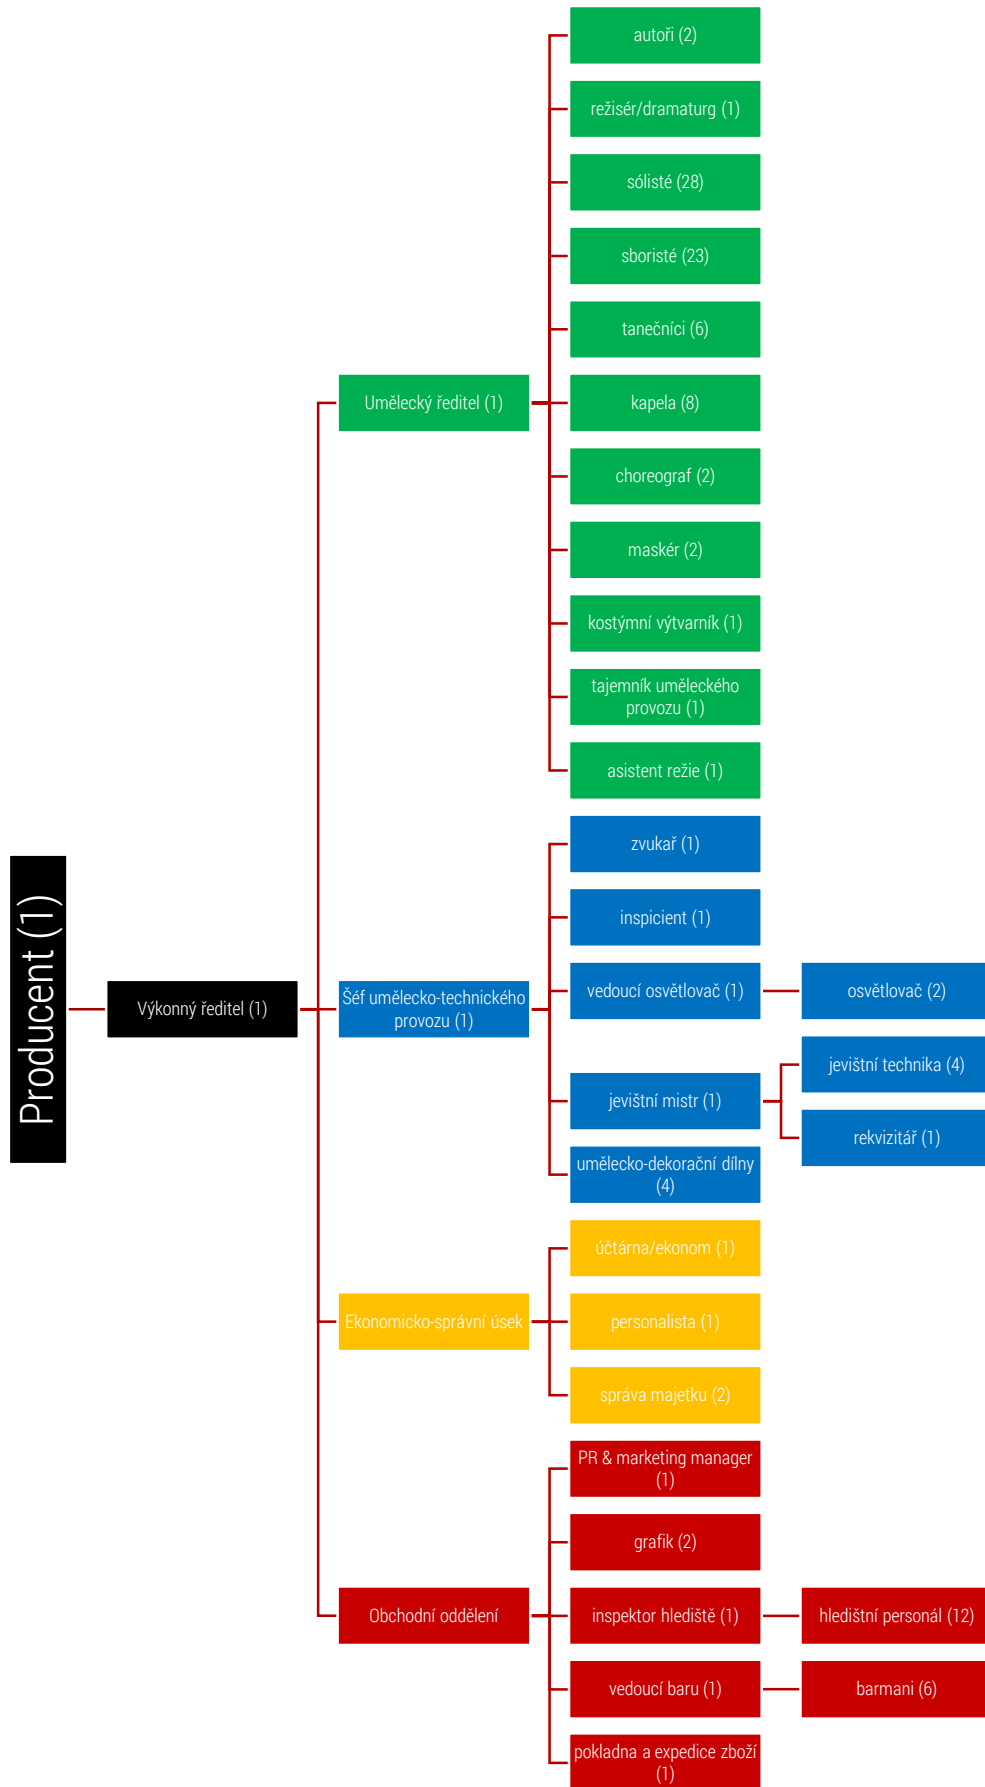 Producent (1)
Výkonný ředitel (1)
Umělecký ředitel (1)
autoři (2)
režisér/dramaturg (1)
sólisté (28)
sboristé (23)
tanečníci (6)
kapela (8)
choreograf (2)
maskér (2)
kostýmní výtvarník (1)
tajemník uměleckého
provozu (1)
asistent režie (1)
Šéf umělecko-technického
provozu (1)
zvukař (1)
inspicient (1)
vedoucí osvětlovač (1)
osvětlovač (2)
jevištní mistr (1)
jevištní technika (4)
rekvizitář (1)
umělecko-dekorační dílny
(4)
Ekonomicko-správní úsek
účtárna/ekonom (1)
personalista (1)
správa majetku (2)
Obchodní oddělení
PR & marketing manager
(1)
grafik (2)
inspektor hlediště (1)
hledištní personál (12)
vedoucí baru (1)
barmani (6)
pokladna a expedice zboží
(1)